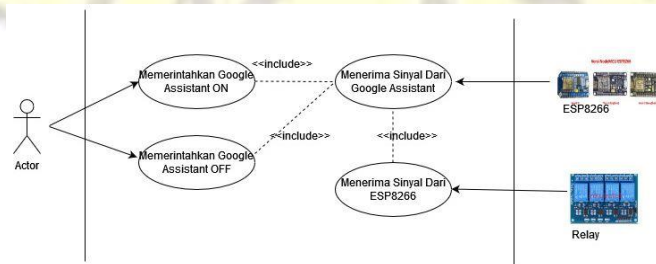 Memerintahkan Google
Assistant ON
<<include>>
Menerima Sinyal Dari
Google Assistant
ESP8266
Actor
Memerintahkan Google
Assistant OFF
<<include>>
<<include>>
Menerima Sinyal Dari
ESP8266
Relay